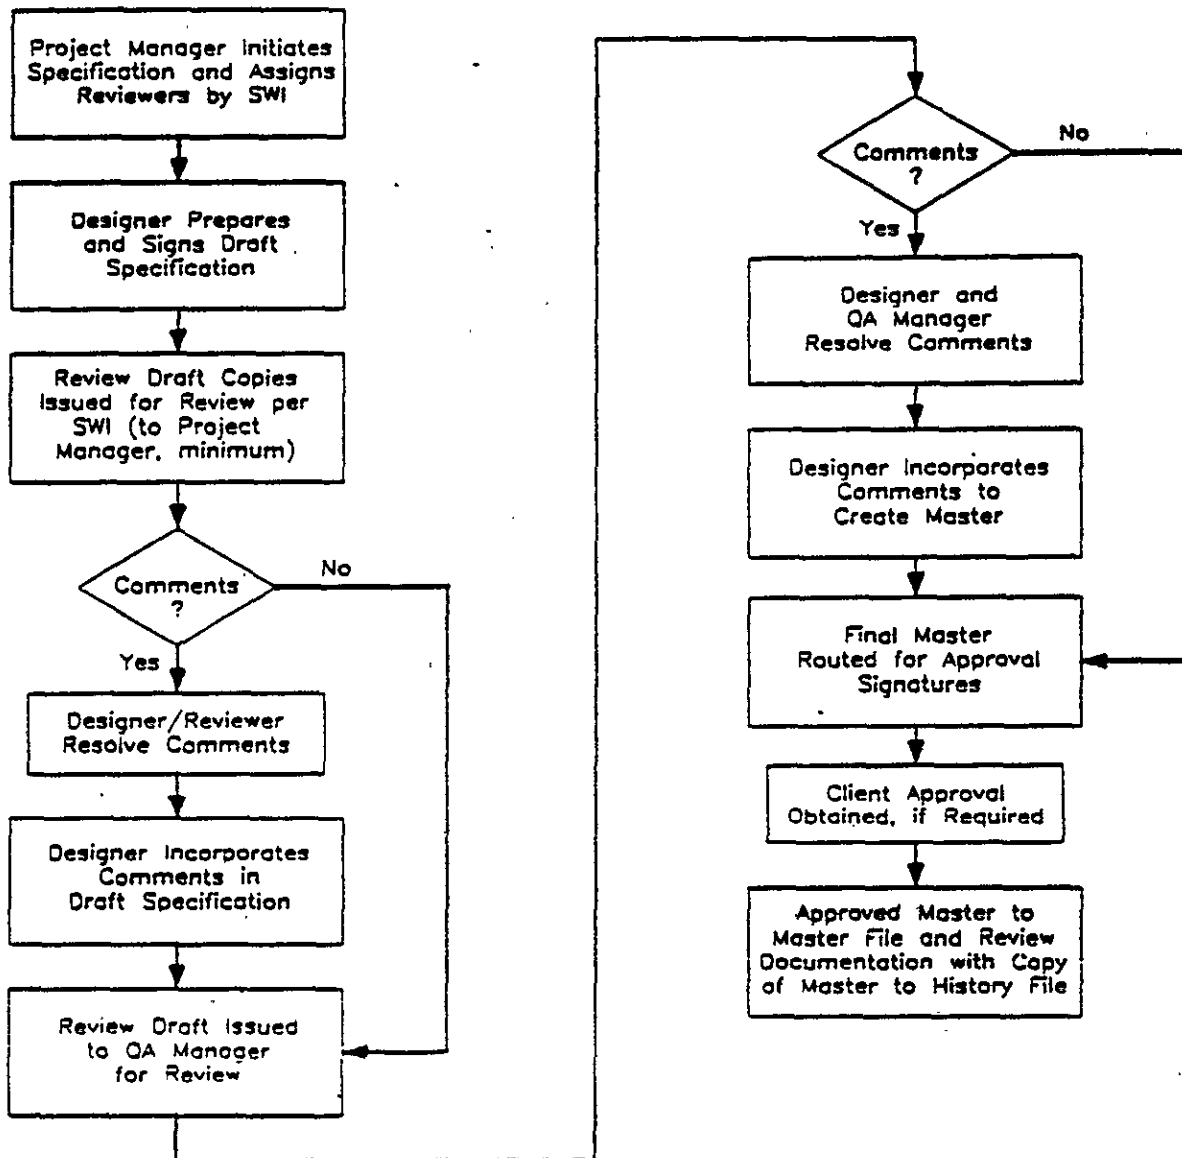 Project Manager Initiates
Specification and Assigns
Reviewers by SWI
Designer Prepares
and Signs Draft
Specification
Review Draft Copies
Issued for Review per
SWI (to Project
Manager, minimum)
Comments
?
No
Yes
Designer/Reviewer
Resolve Comments
Designer Incorporates
Comments in
Draft Specification
Review Draft Issued
to QA Manager
for Review
Comments
?
No
Yes
Designer and
QA Manager
Resolve Comments
Designer Incorporates
Comments to
Create Master
Final Master
Routed for Approval
Signatures
Client Approval
Obtained, if Required
Approved Master to
Master File and Review
Documentation with Copy
of Master to History File